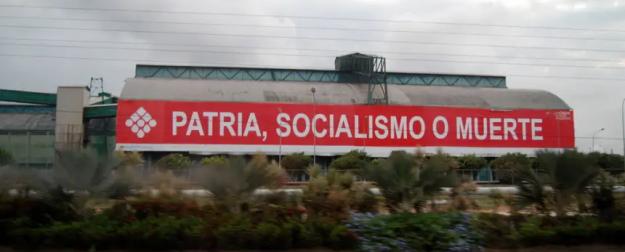 PATRIA, SOCIALISMO O MUERTE